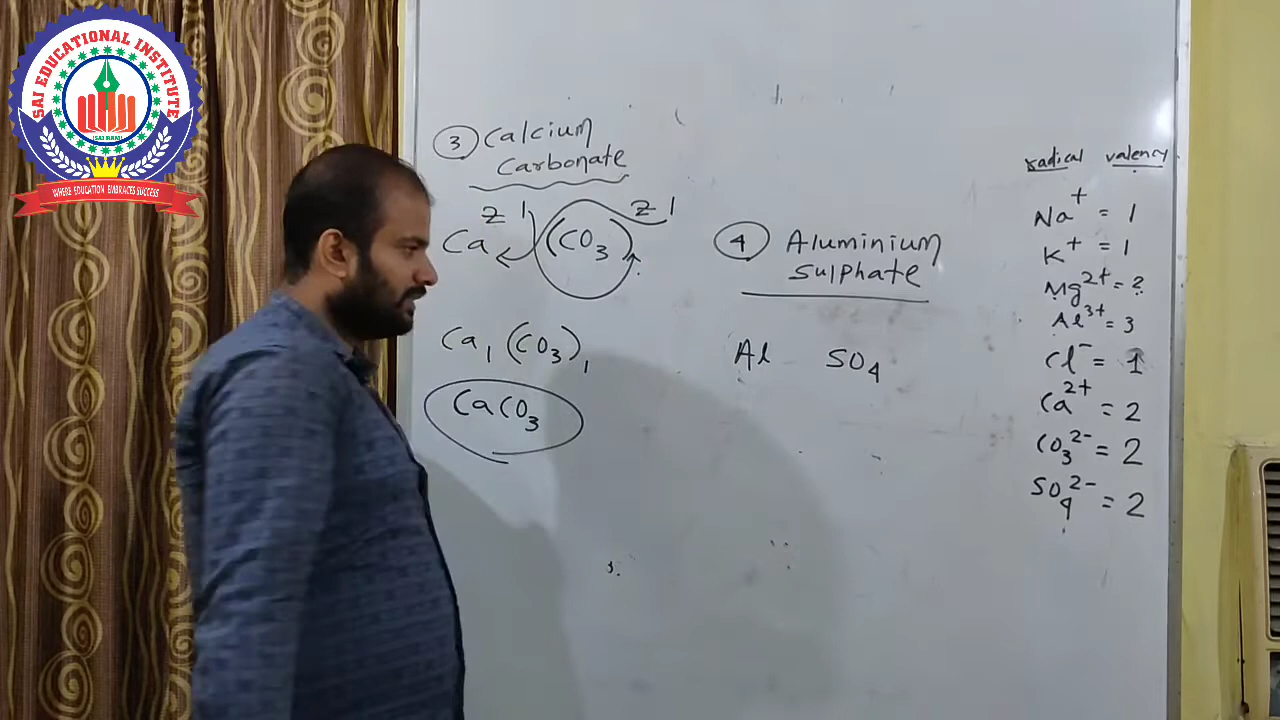 SAI EDUCATIONAL INSTITUTE
(SAI RAM)
WHERE EDUCATION EMBRACES SUCCESS
3 Calcium
Carbonate
2 1 2 1
Ca (CO3)
Ca1 (CO3)1
CaCO3
4 Aluminium
Sulphate
Al SO4
radical valency
Na+ = 1
K+ = 1
Mg2+ = 2
Al3+ = 3
Cl- = 1
Ca2+ = 2
CO3 2- = 2
SO4 2- = 2